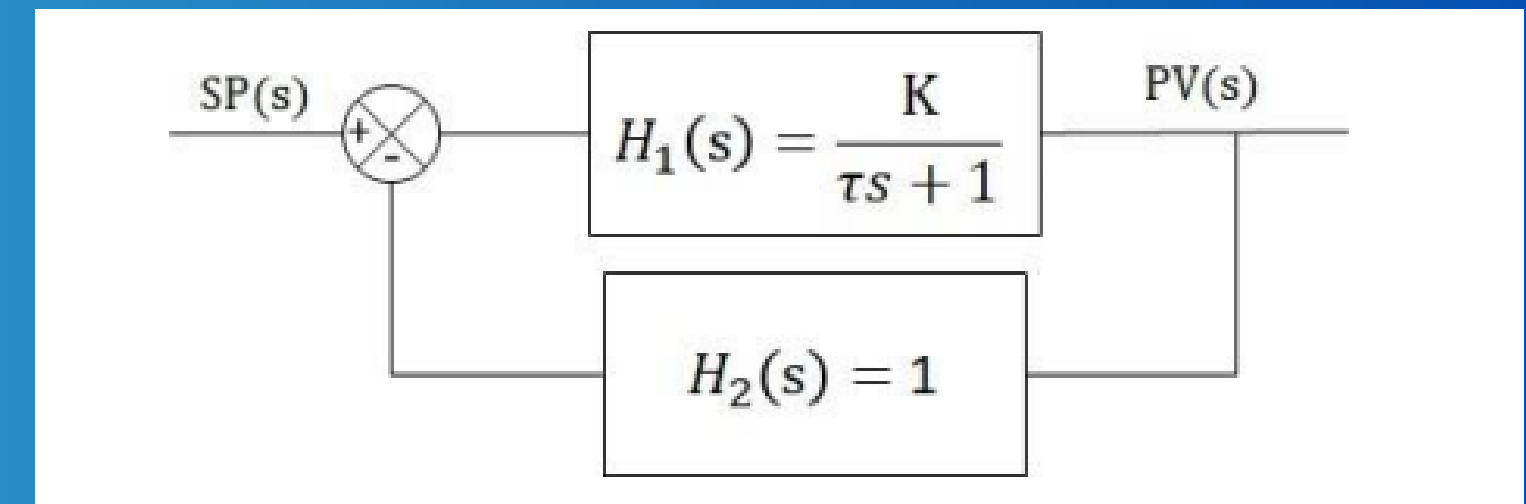 SP(s)
+
-
H₁(s) = K / (τs + 1)
PV(s)
H₂(s) = 1